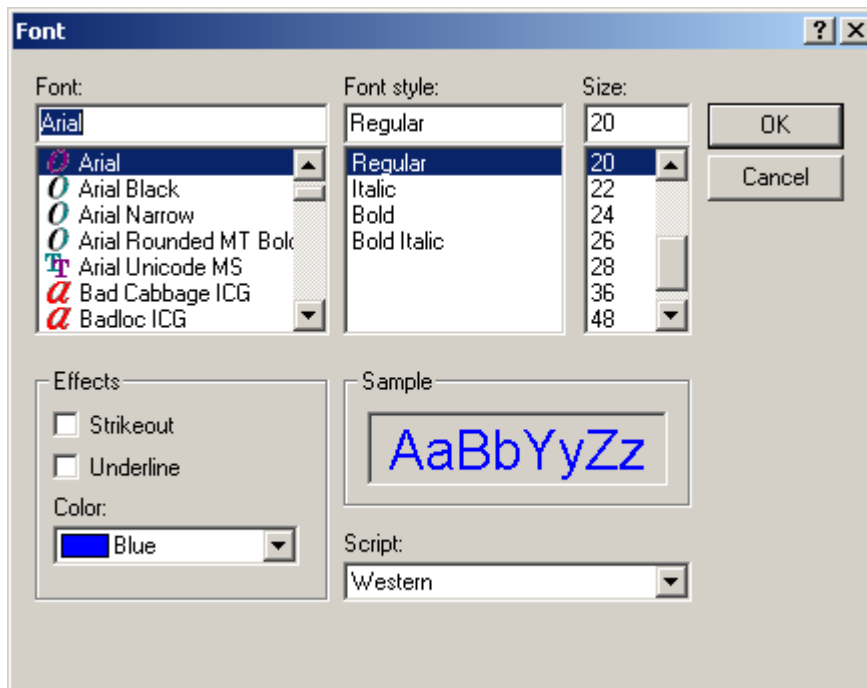 Font
Font:
Arial
Arial
Arial Black
Arial Narrow
Arial Rounded MT Bold
Arial Unicode MS
Bad Cabbage ICG
Badloc ICG
Font style:
Regular
Regular
Italic
Bold
Bold Italic
Size:
20
20
22
24
26
28
36
48
OK
Cancel
Effects
Strikeout
Underline
Color:
Blue
Sample
AaBbYyZz
Script:
Western